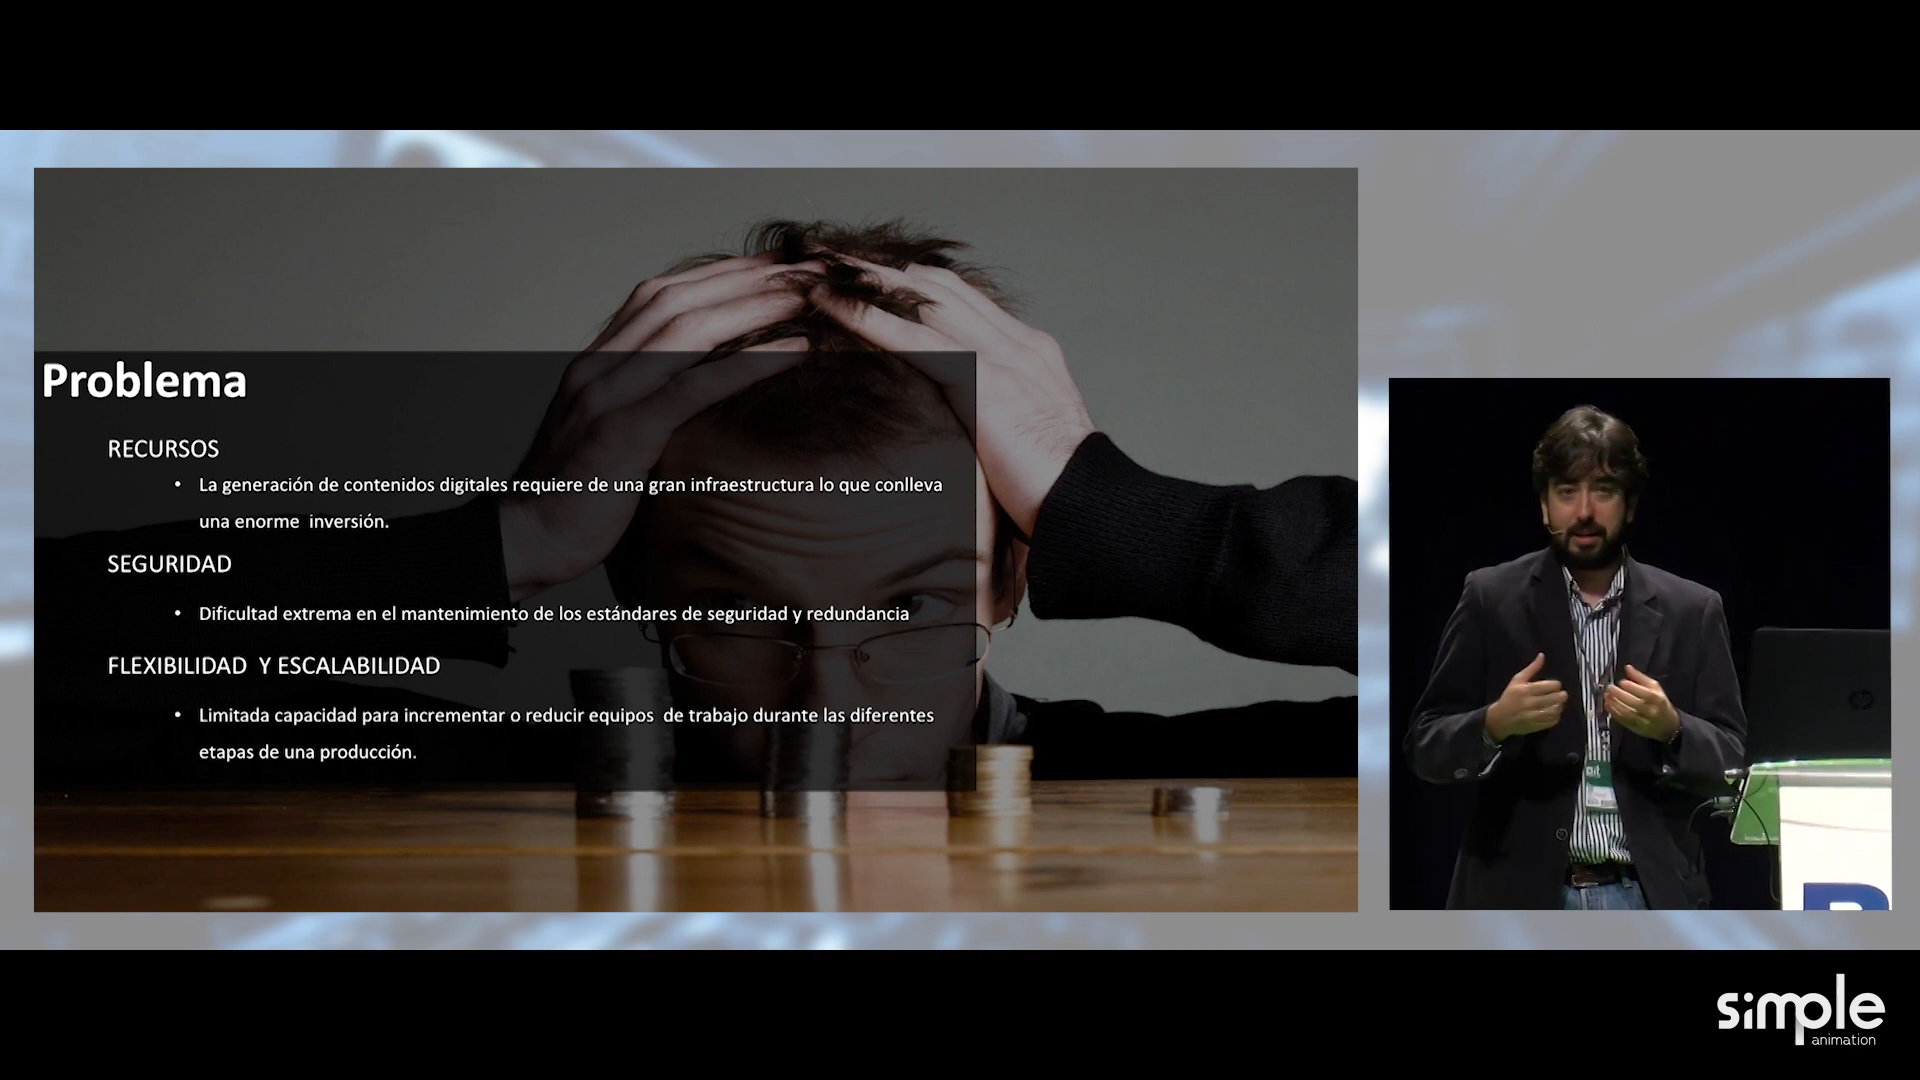 Problema
RECURSOS
• La generación de contenidos digitales requiere de una gran infraestructura lo que conlleva
una enorme inversión.
SEGURIDAD
• Dificultad extrema en el mantenimiento de los estándares de seguridad y redundancia
FLEXIBILIDAD Y ESCALABILIDAD
• Limitada capacidad para incrementar o reducir equipos de trabajo durante las diferentes
etapas de una producción.
hp
simple
animation